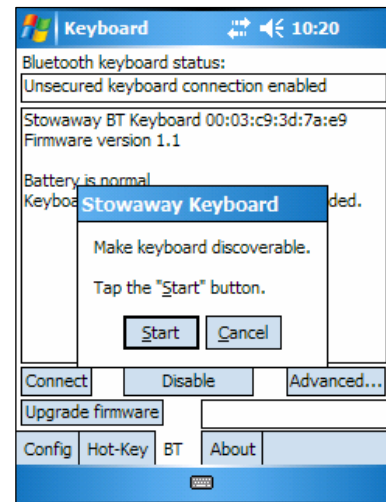 Keyboard 10:20
Bluetooth keyboard status:
Unsecured keyboard connection enabled
Stowaway BT Keyboard 00:03:c9:3d:7a:e9
Firmware version 1.1
Battery is normal
Keyboa ded.
Stowaway Keyboard
Make keyboard discoverable.
Tap the "Start" button.
Start Cancel
Connect Disable Advanced...
Upgrade firmware
Config Hot-Key BT About